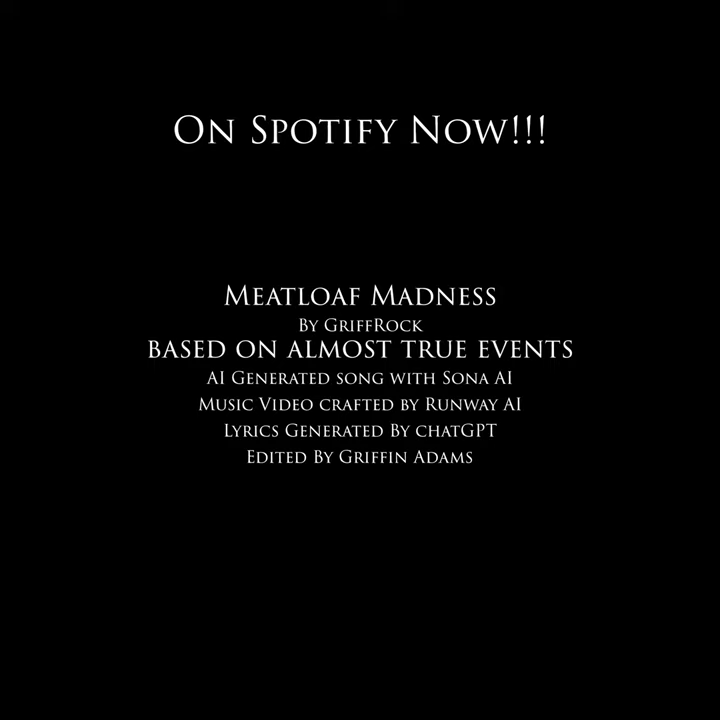 On Spotify Now!!!
Meatloaf Madness
By GriffRock
BASED ON ALMOST TRUE EVENTS
AI Generated song with Sona AI
Music Video crafted by Runway AI
Lyrics Generated By chatGPT
Edited By Griffin Adams